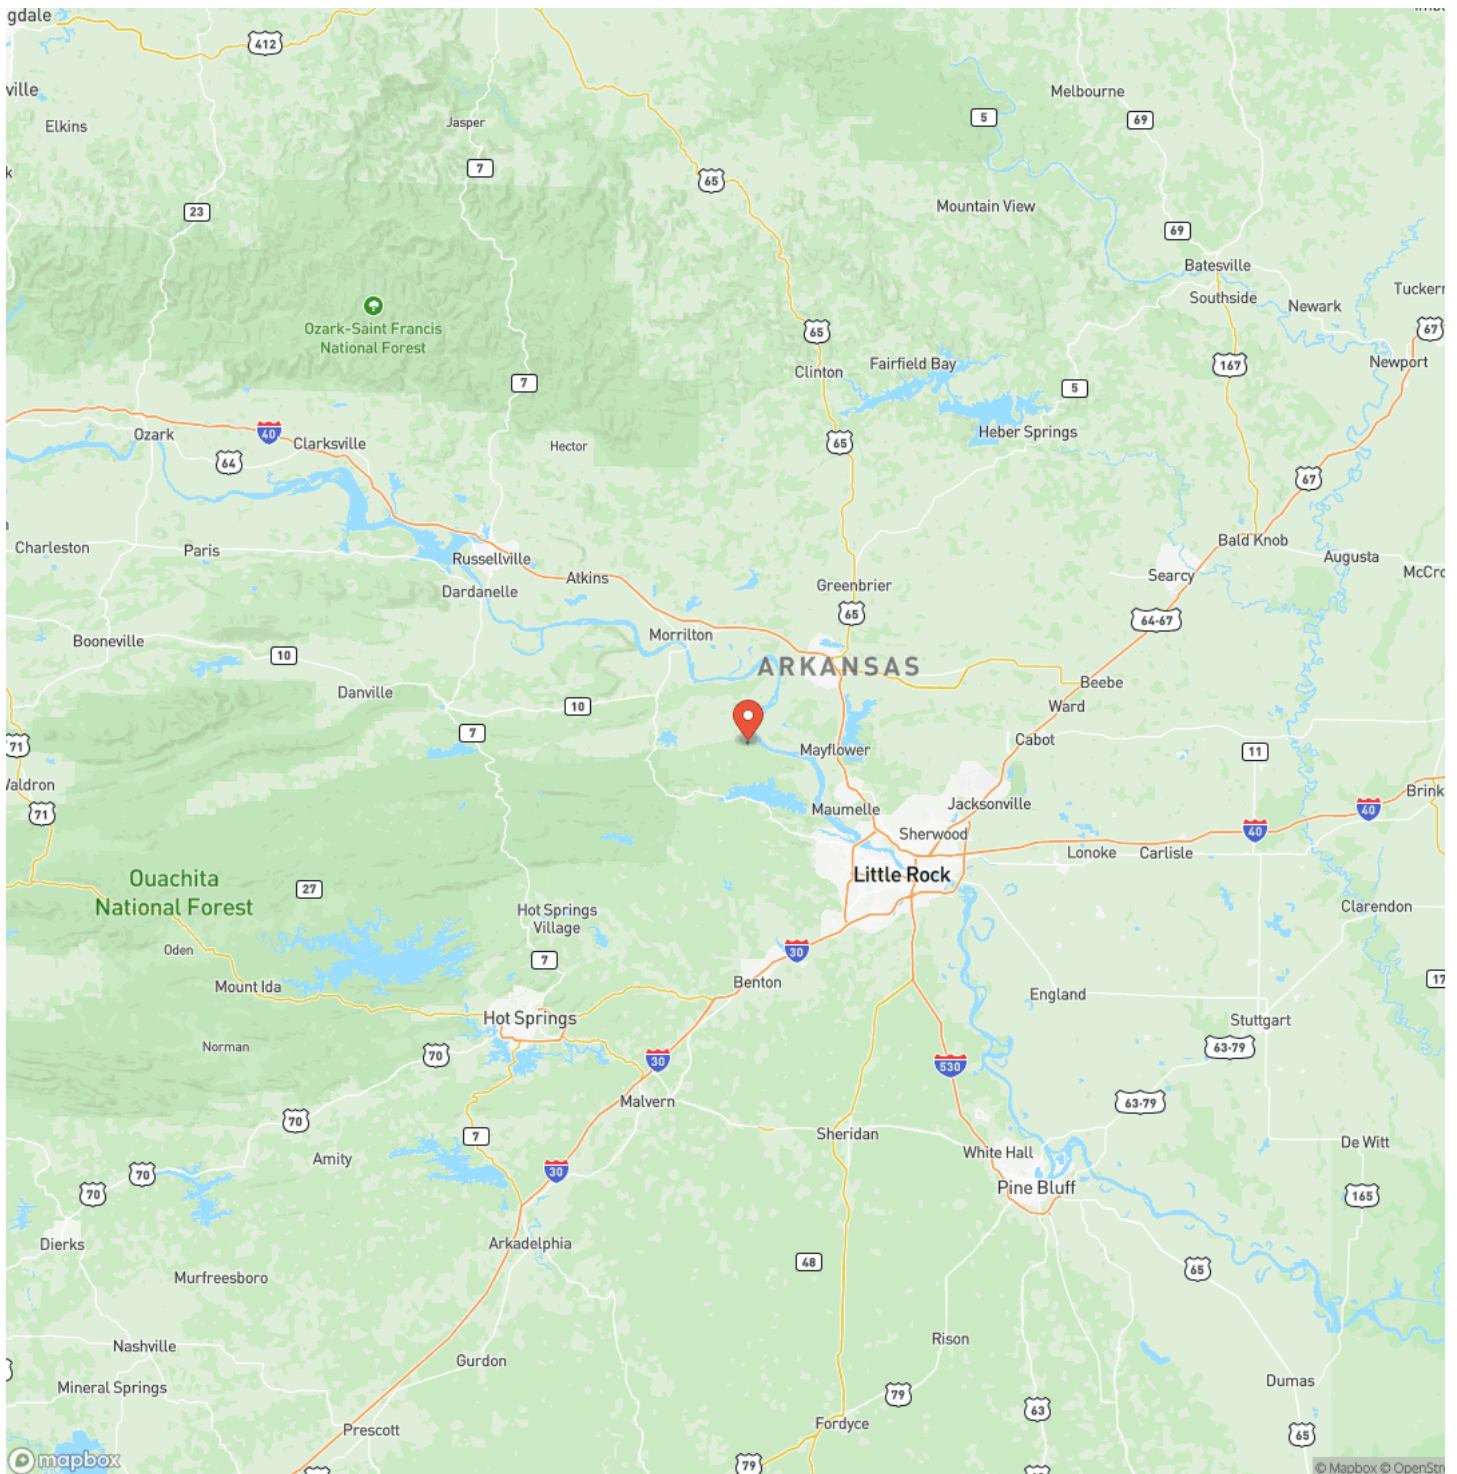 gdale
412
ville
Elkins
Jasper
7
5
Melbourne
69
65
23
Mountain View
69
Batesville
Southside
Newark
Tucker
67
Ozark-Saint Francis
National Forest
65
Clinton
Fairfield Bay
167
Newport
7
5
Ozark
40
Clarksville
Hector
65
Heber Springs
64
67
Charleston
Paris
Russellville
Atkins
Dardanelle
Greenbrier
65
Bald Knob
Augusta
Searcy
McCro
64-67
Booneville
10
Morrilton
ARKANSAS
Danville
10
Beebe
Ward
71
7
Mayflower
Cabot
11
Waldron
71
Maumelle
Jacksonville
Sherwood
40
40
Brink
Little Rock
Lonoke
Carlisle
Ouachita
National Forest
27
Hot Springs
Village
Clarendon
Oden
7
30
Mount Ida
Benton
England
17
Hot Springs
Stuttgart
Norman
70
30
530
63-79
Malvern
63-79
70
7
Sheridan
White Hall
De Witt
Amity
70
30
Pine Bluff
70
165
Dierks
Arkadelphia
48
65
Murfreesboro
Nashville
Gurdon
Rison
Mineral Springs
79
63
Dumas
Prescott
Fordyce
65
mapbox
79
© Mapbox © OpenStre